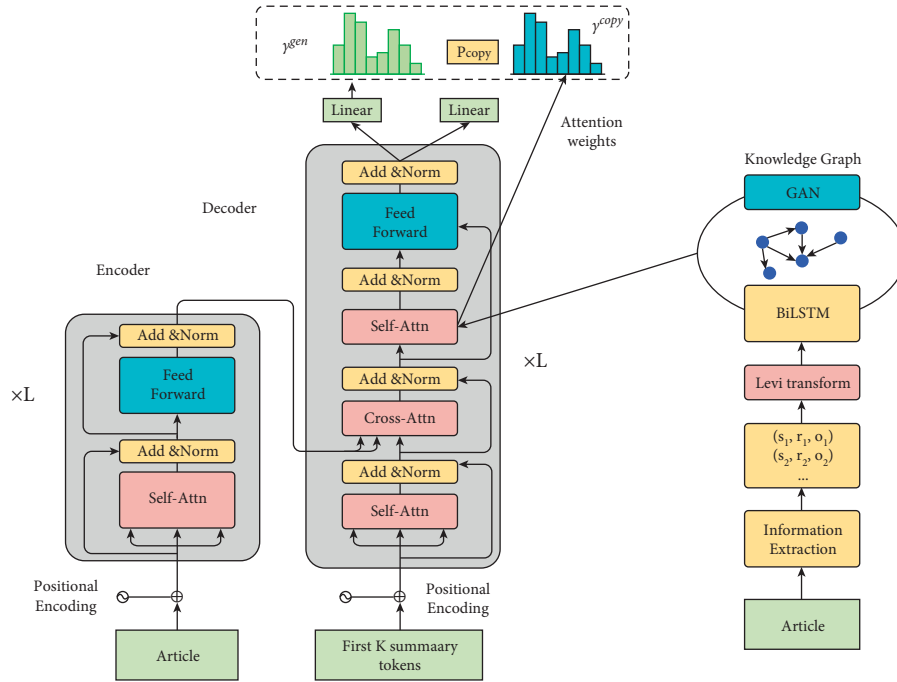 γ^gen
Pcopy
γ^copy
Linear
Linear
Attention
weights
Decoder
Add &Norm
Feed
Forward
Add &Norm
Self-Attn
Add &Norm
Cross-Attn
Add &Norm
Self-Attn
×L
Positional
Encoding
First K summaary
tokens
Encoder
Add &Norm
Feed
Forward
Add &Norm
Self-Attn
×L
Positional
Encoding
Article
Knowledge Graph
GAN
BiLSTM
Levi transform
(s₁, r₁, o₁)
(s₂, r₂, o₂)
...
Information
Extraction
Article